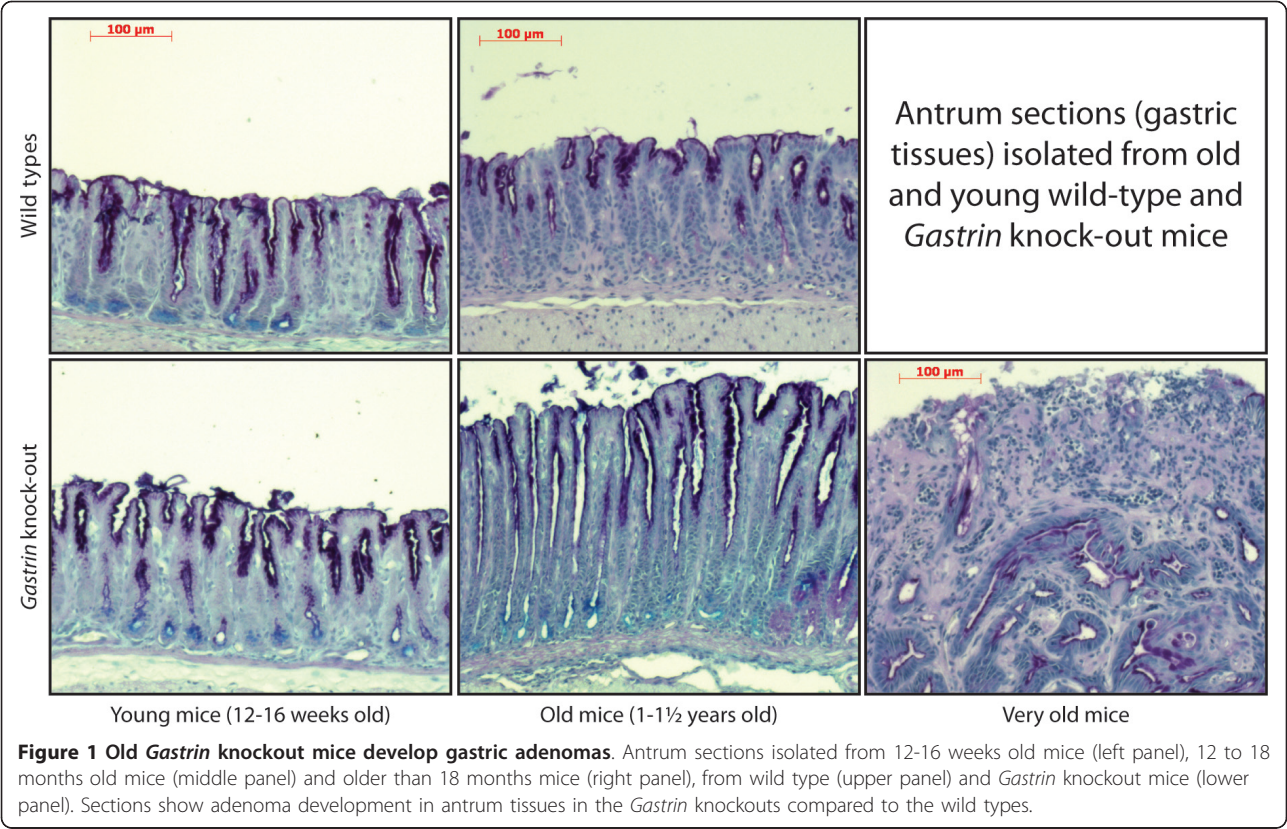 100 µm
100 µm
Wild types
Antrum sections (gastric
tissues) isolated from old
and young wild-type and
Gastrin knock-out mice
100 µm
Gastrin knock-out
Young mice (12-16 weeks old)
Old mice (1-1½ years old)
Very old mice
Figure 1 Old Gastrin knockout mice develop gastric adenomas. Antrum sections isolated from 12-16 weeks old mice (left panel), 12 to 18
months old mice (middle panel) and older than 18 months mice (right panel), from wild type (upper panel) and Gastrin knockout mice (lower
panel). Sections show adenoma development in antrum tissues in the Gastrin knockouts compared to the wild types.